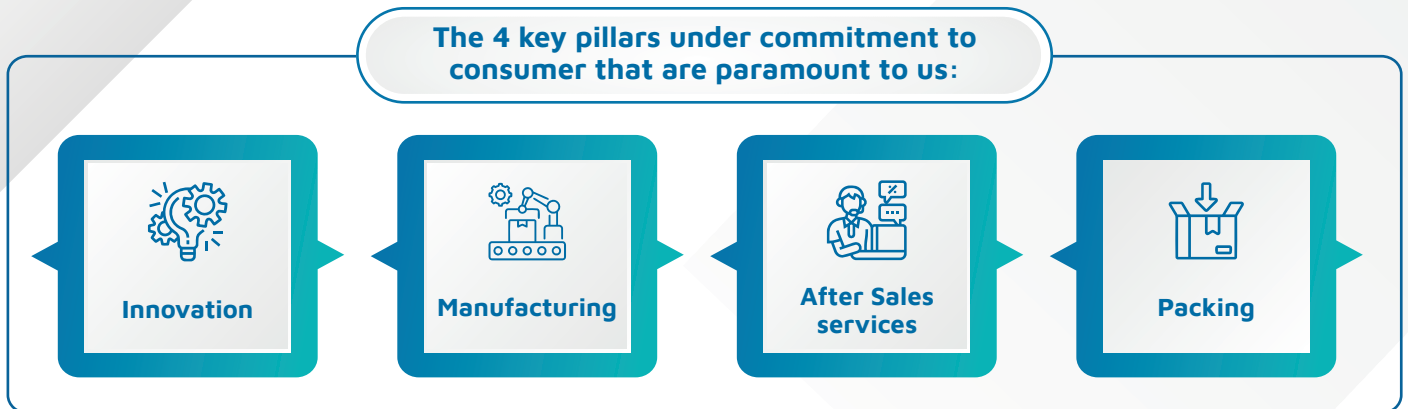 The 4 key pillars under commitment to
consumer that are paramount to us:
Innovation
Manufacturing
After Sales
services
Packing